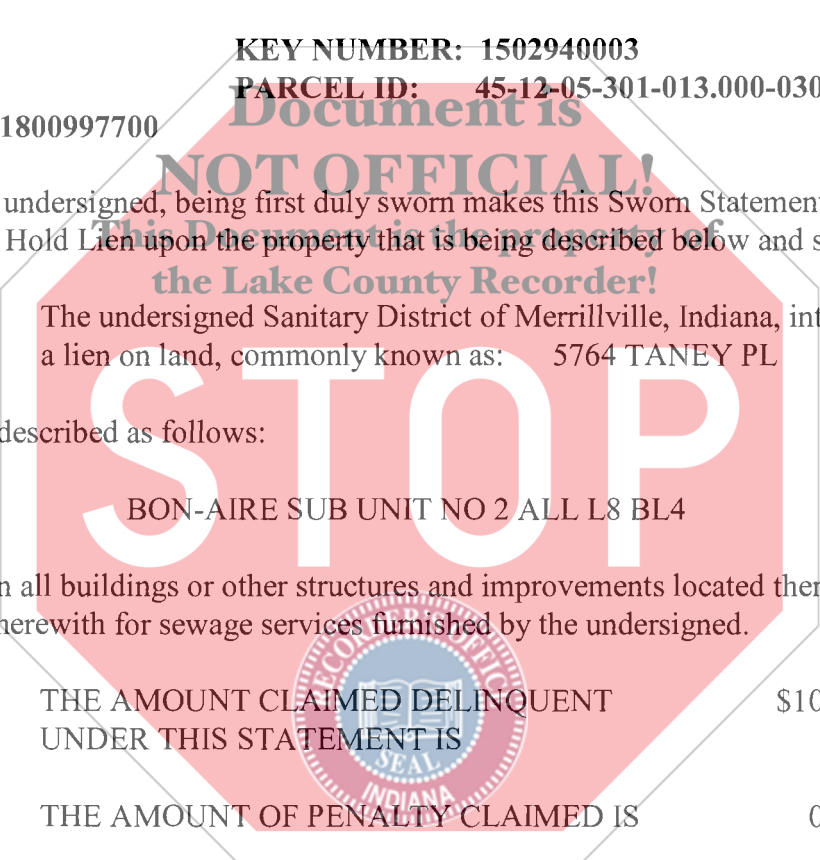 KEY NUMBER: 1502940003
PARCEL ID: 45-12-05-301-013.000-030
1800997700
Document is
NOT OFFICIAL!
undersigned, being first duly sworn makes this Sworn Statement
This Document is the property of
Hold Lien upon the property that is being described below and s
the Lake County Recorder!
The undersigned Sanitary District of Merrillville, Indiana, int
a lien on land, commonly known as: 5764 TANEY PL
STOP
described as follows:
BON-AIRE SUB UNIT NO 2 ALL L8 BL4
n all buildings or other structures and improvements located ther
herewith for sewage services furnished by the undersigned.
RECORDER'S OFFICE
THE AMOUNT CLAIMED DELINQUENT $10
UNDER THIS STATEMENT IS
SEAL
INDIANA
THE AMOUNT OF PENALTY CLAIMED IS 0